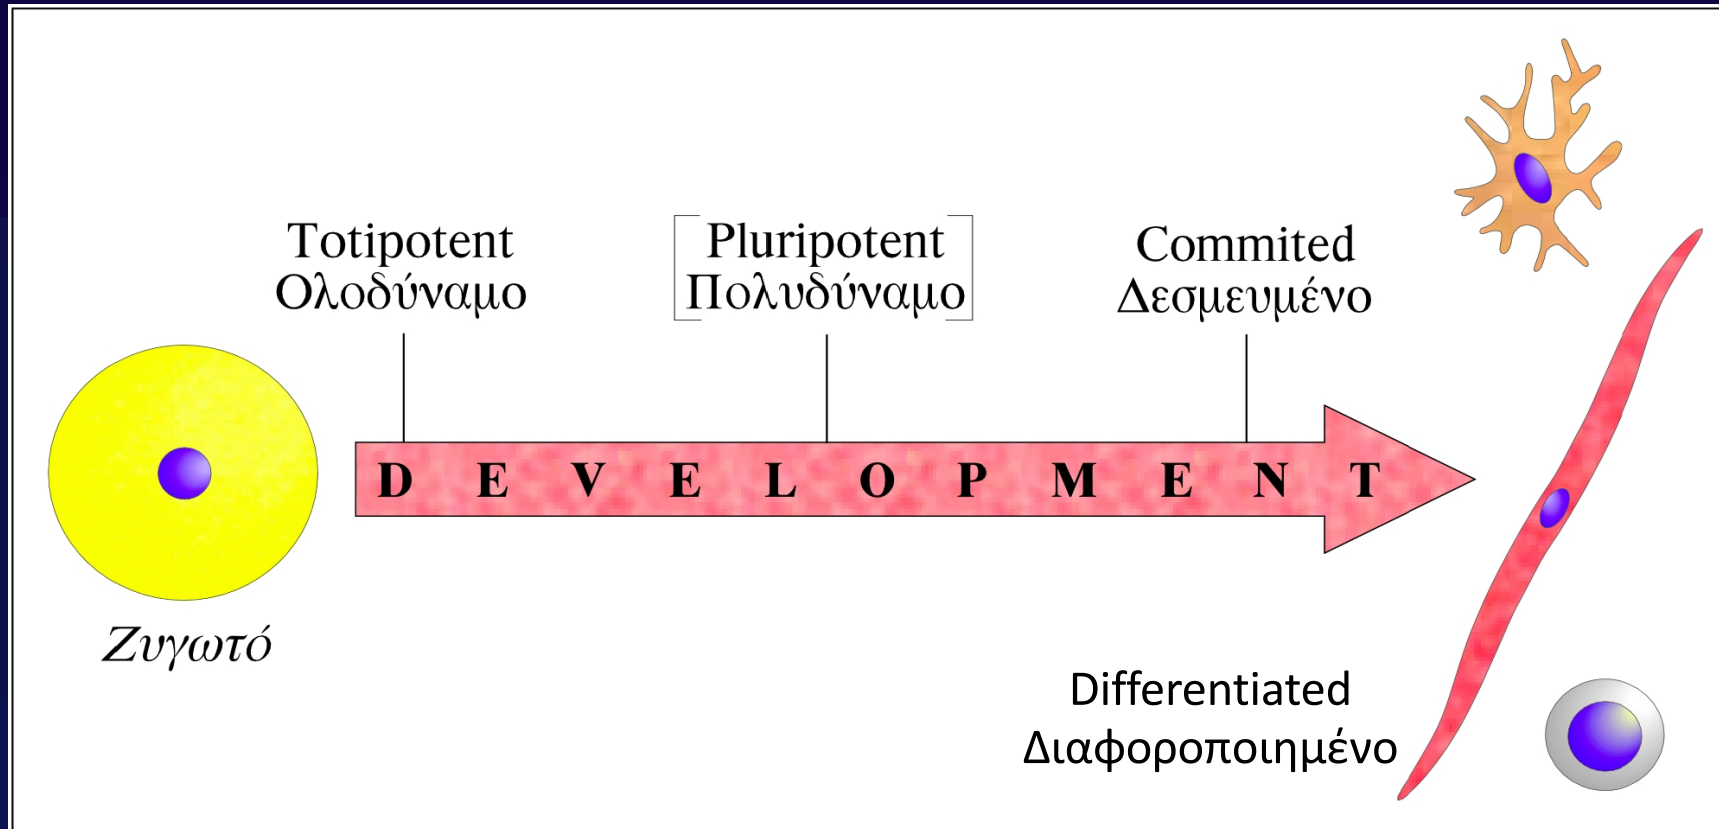 Totipotent
Ολοδύναμο
Pluripotent
Πολυδύναμο
Commited
Δεσμευμένο
D E V E L O P M E N T
Ζυγωτό
Differentiated
Διαφοροποιημένο